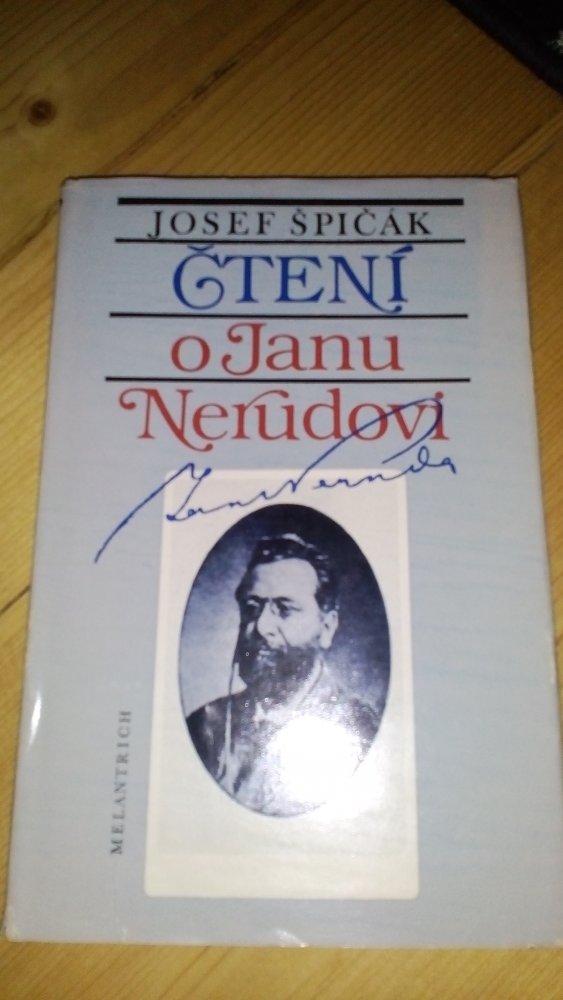 JOSEF ŠPIČÁK
ČTENÍ
o Janu
Nerudovi
Jan Neruda
MELANTRICH